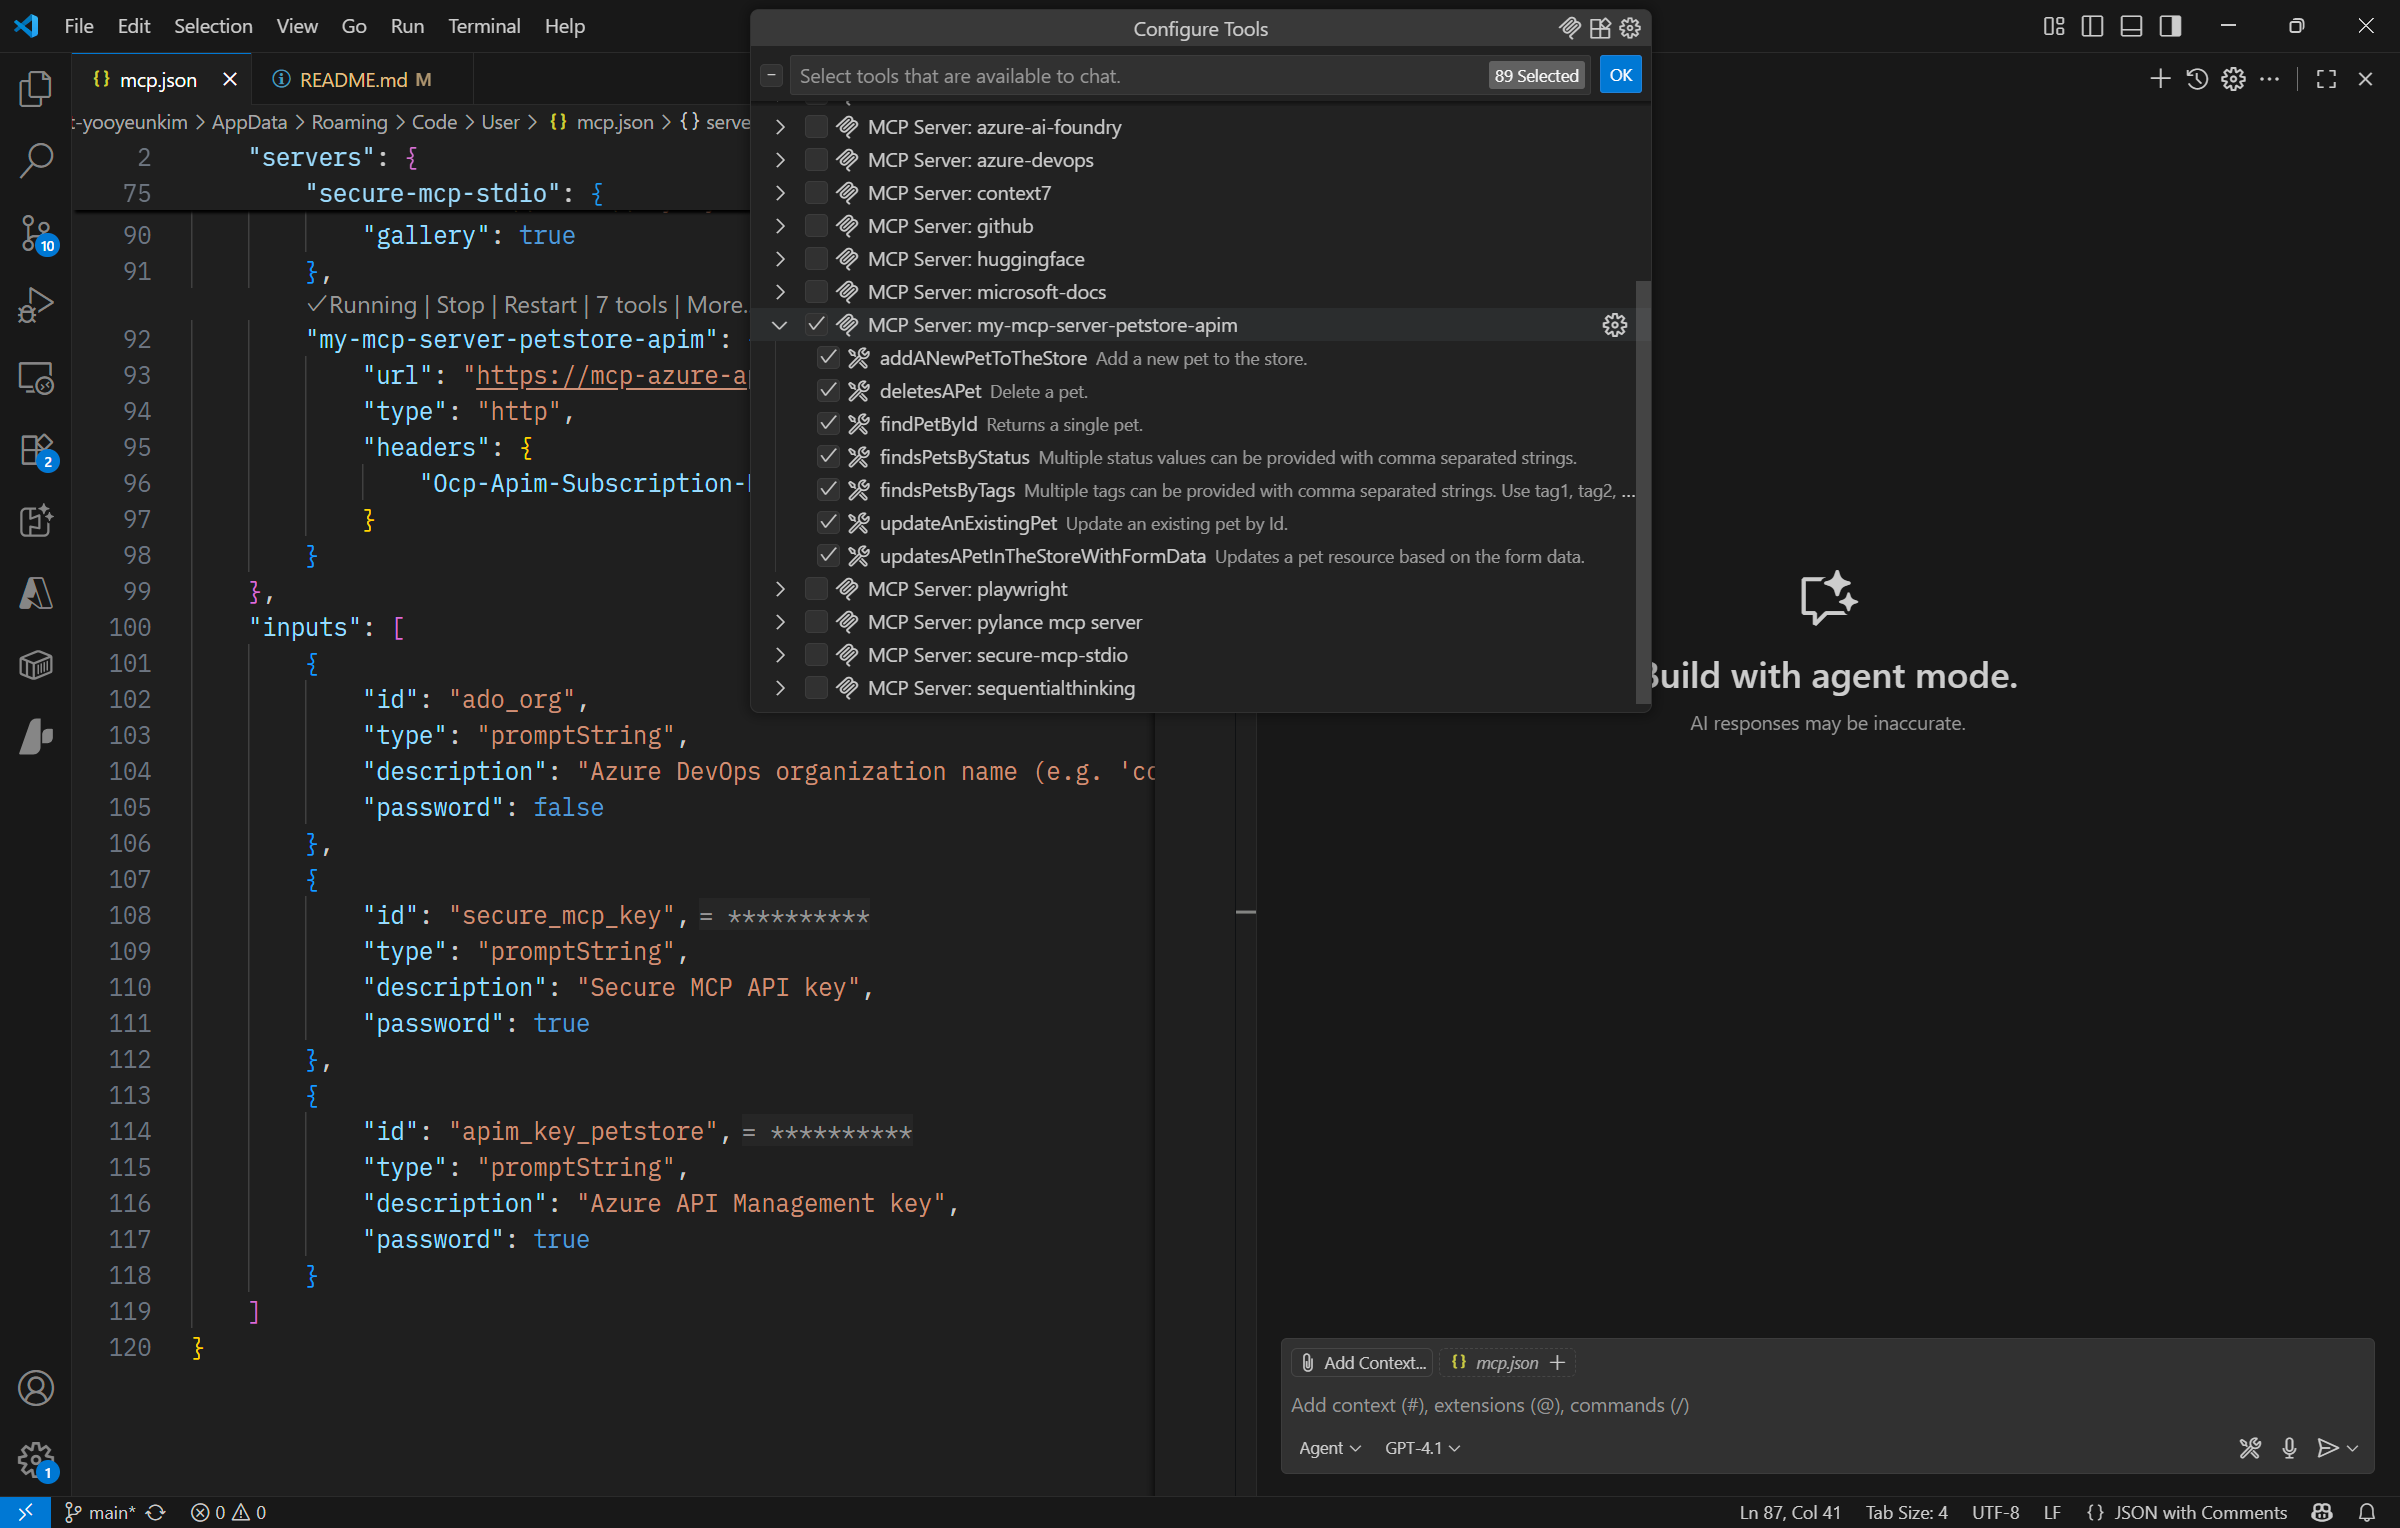 File Edit Selection View Go Run Terminal Help
Configure Tools
mcp.json
README.md M
Select tools that are available to chat.
89 Selected
OK
t-yooyeunkim > AppData > Roaming > Code > User > {} mcp.json > {} serve
2 "servers": {
75 "secure-mcp-stdio": {
90 "gallery": true
91 },
✓Running | Stop | Restart | 7 tools | More.
92 "my-mcp-server-petstore-apim":
93 "url": "https://mcp-azure-a
94 "type": "http",
95 "headers": {
96 "Ocp-Apim-Subscription-
97 }
98 }
99 },
100 "inputs": [
101 {
102 "id": "ado_org",
103 "type": "promptString",
104 "description": "Azure DevOps organization name (e.g. 'co
105 "password": false
106 },
107 {
108 "id": "secure_mcp_key", = **********
109 "type": "promptString",
110 "description": "Secure MCP API key",
111 "password": true
112 },
113 {
114 "id": "apim_key_petstore", = **********
115 "type": "promptString",
116 "description": "Azure API Management key",
117 "password": true
118 }
119 ]
120 }
MCP Server: azure-ai-foundry
MCP Server: azure-devops
MCP Server: context7
MCP Server: github
MCP Server: huggingface
MCP Server: microsoft-docs
MCP Server: my-mcp-server-petstore-apim
addANewPetToTheStore Add a new pet to the store.
deletesAPet Delete a pet.
findPetById Returns a single pet.
findsPetsByStatus Multiple status values can be provided with comma separated strings.
findsPetsByTags Multiple tags can be provided with comma separated strings. Use tag1, tag2, ...
updateAnExistingPet Update an existing pet by Id.
updatesAPetInTheStoreWithFormData Updates a pet resource based on the form data.
MCP Server: playwright
MCP Server: pylance mcp server
MCP Server: secure-mcp-stdio
MCP Server: sequentialthinking
Build with agent mode.
AI responses may be inaccurate.
Add Context...
{} mcp.json +
Add context (#), extensions (@), commands (/)
Agent
GPT-4.1
10
2
1
main*
0
0
Ln 87, Col 41
Tab Size: 4
UTF-8
LF
{} JSON with Comments